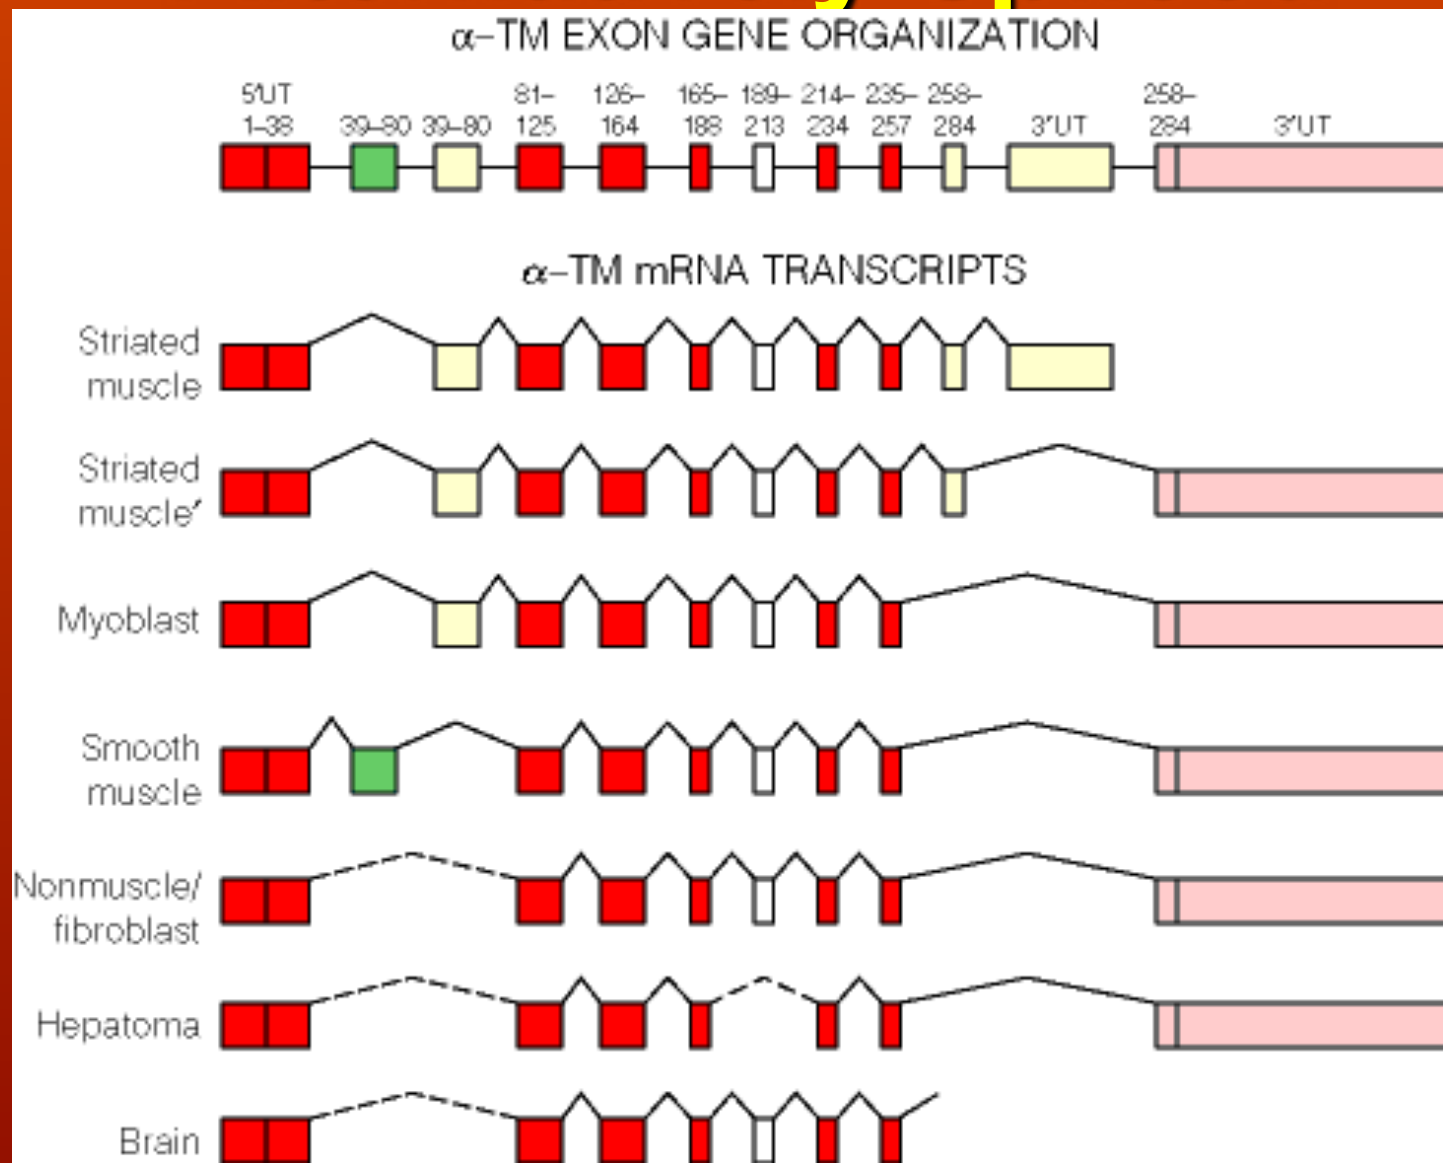 α–TM EXON GENE ORGANIZATION
5'UT 81– 126– 165– 189– 214– 235– 258– 258–
1–38 39–80 39–80 125 164 188 213 234 257 284 3'UT 284 3'UT
α–TM mRNA TRANSCRIPTS
Striated
muscle
Striated
muscle′
Myoblast
Smooth
muscle
Nonmuscle/
fibroblast
Hepatoma
Brain